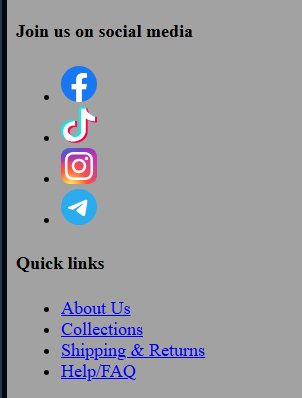 Join us on social media
Quick links
About Us
Collections
Shipping & Returns
Help/FAQ